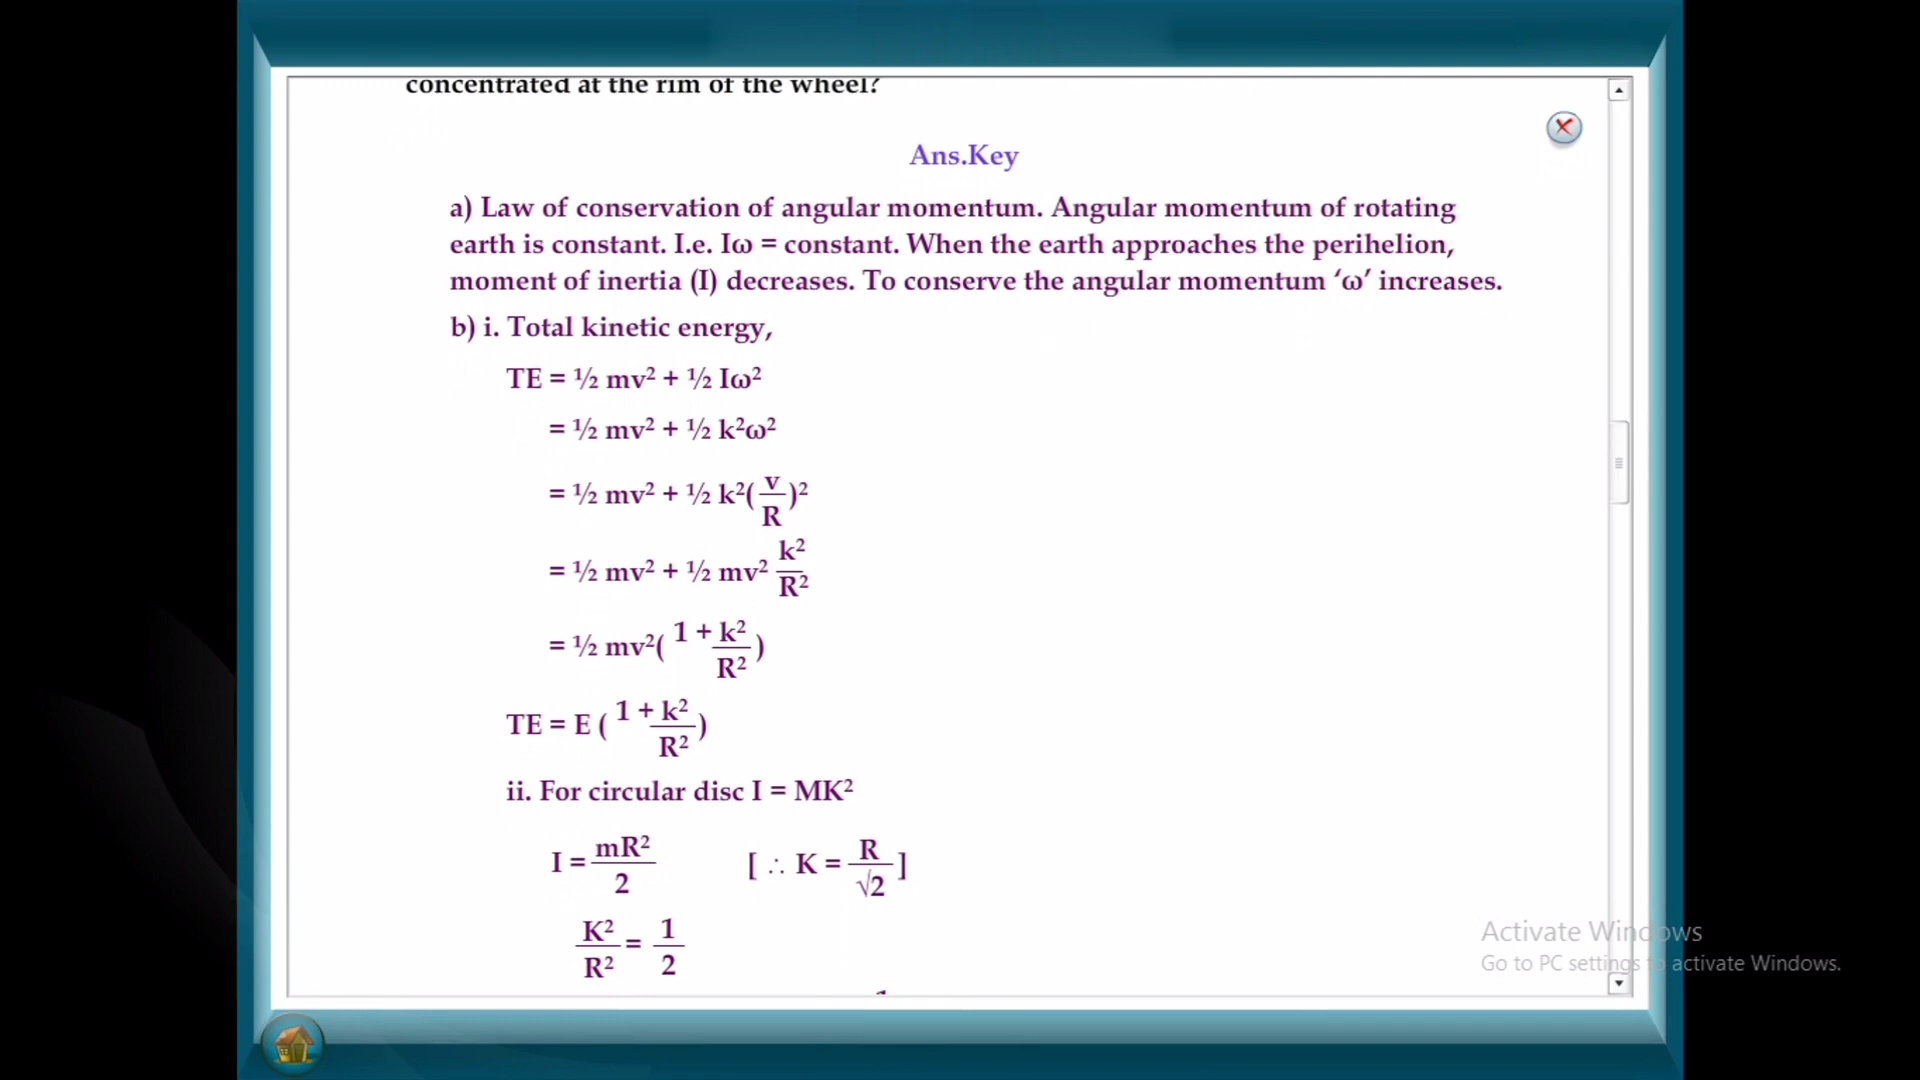 concentrated at the rim of the wheel?
Ans.Key
a) Law of conservation of angular momentum. Angular momentum of rotating
earth is constant. I.e. Iω = constant. When the earth approaches the perihelion,
moment of inertia (I) decreases. To conserve the angular momentum ‘ω’ increases.
b) i. Total kinetic energy,
TE = ½ mv² + ½ Iω²
= ½ mv² + ½ k²ω²
= ½ mv² + ½ k²(v/R)²
= ½ mv² + ½ mv² k²/R²
= ½ mv²(1 + k²/R²)
TE = E (1 + k²/R²)
ii. For circular disc I = MK²
I = mR²/2 [ ∴ K = R/√2 ]
K²/R² = 1/2
Activate Windows
Go to PC settings to activate Windows.